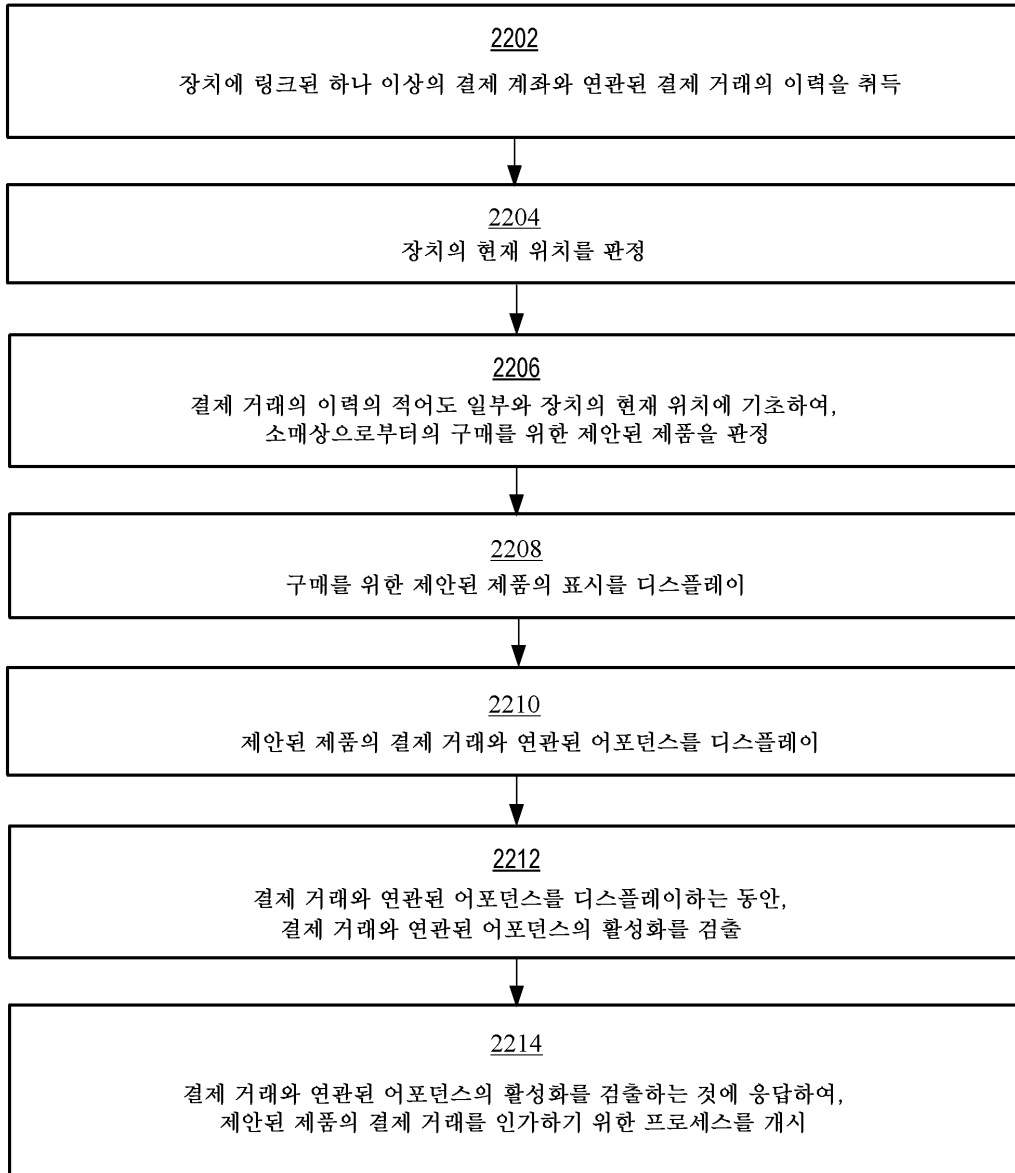 2202
장치에 링크된 하나 이상의 결제 계좌와 연관된 결제 거래의 이력을 취득
2204
장치의 현재 위치를 판정
2206
결제 거래의 이력의 적어도 일부와 장치의 현재 위치에 기초하여,
소매상으로부터의 구매를 위한 제안된 제품을 판정
2208
구매를 위한 제안된 제품의 표시를 디스플레이
2210
제안된 제품의 결제 거래와 연관된 어포던스를 디스플레이
2212
결제 거래와 연관된 어포던스를 디스플레이하는 동안,
결제 거래와 연관된 어포던스의 활성화를 검출
2214
결제 거래와 연관된 어포던스의 활성화를 검출하는 것에 응답하여,
제안된 제품의 결제 거래를 인가하기 위한 프로세스를 개시